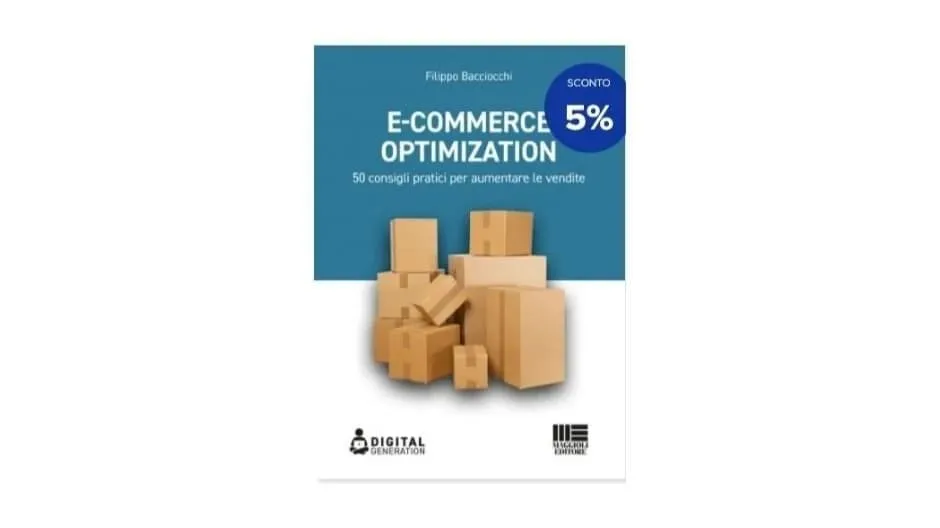 Filippo Bacciocchi
SCONTO
5%
E-COMMERCE
OPTIMIZATION
50 consigli pratici per aumentare le vendite
DIGITAL
GENERATION
MAGGIOLI
EDITORE